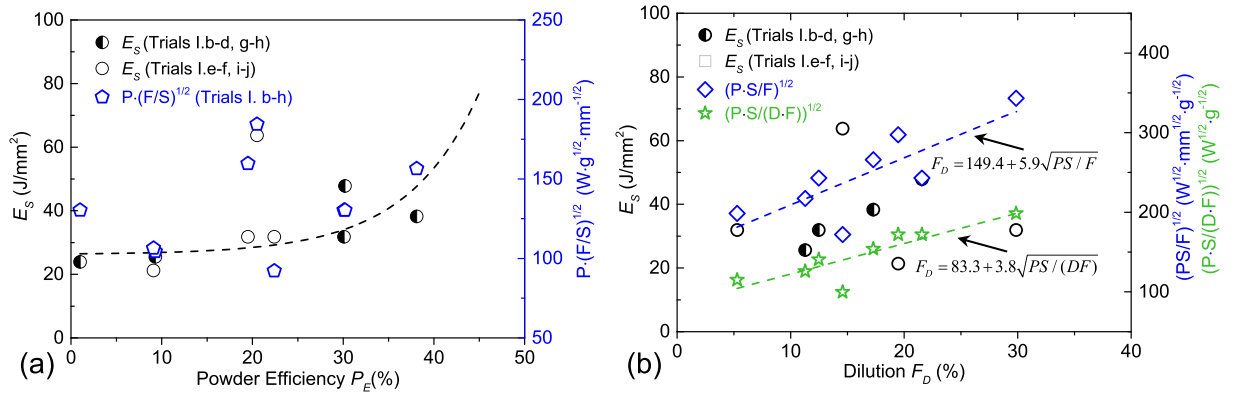 100
80
60
40
20
0
E_S (J/mm²)
250
200
150
100
50
P·(F/S)^1/2 (W·g^1/2·mm^-1/2)
E_S (Trials I.b-d, g-h)
E_S (Trials I.e-f, i-j)
P·(F/S)^1/2 (Trials I. b-h)
0 10 20 30 40 50
Powder Efficiency P_E(%)
(a)
100
80
60
40
20
0
E_S (J/mm²)
400
300
200
100
(PS/F)^1/2 (W^1/2·mm^1/2·g^-1/2)
(P·S/(D·F))^1/2 (W^1/2·g^-1/2)
E_S (Trials I.b-d, g-h)
E_S (Trials I.e-f, i-j)
(P·S/F)^1/2
(P·S/(D·F))^1/2
F_D = 149.4+5.9√PS / F
F_D = 83.3+3.8√PS / (DF)
0 10 20 30 40
Dilution F_D (%)
(b)